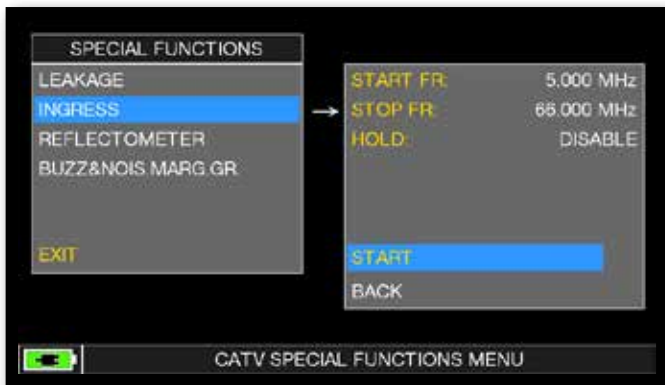 SPECIAL FUNCTIONS
LEAKAGE
INGRESS
REFLECTOMETER
BUZZ&NOIS.MARG.GR.
EXIT
START FR: 5.000 MHz
STOP FR: 66.000 MHz
HOLD: DISABLE
START
BACK
CATV SPECIAL FUNCTIONS MENU